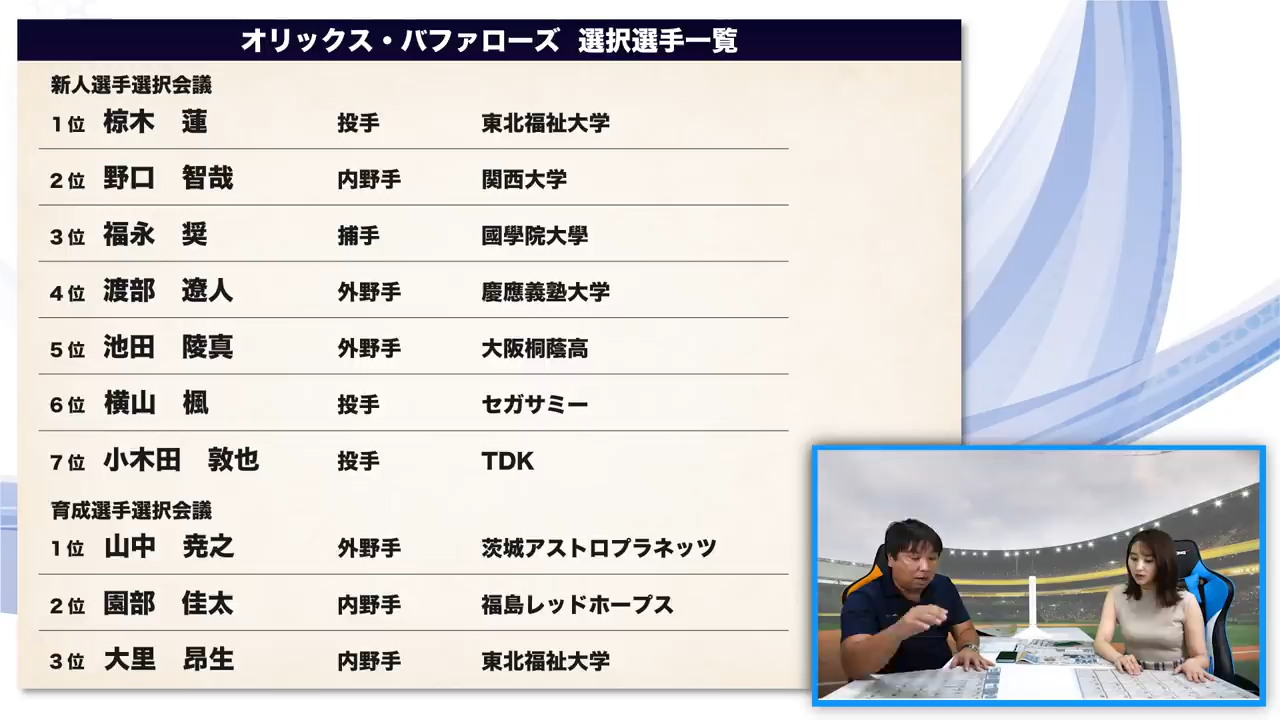 オリックス・バファローズ 選択選手一覧
新人選手選択会議
1位 椋木 蓮 投手 東北福祉大学
2位 野口 智哉 内野手 関西大学
3位 福永 奨 捕手 國學院大學
4位 渡部 遼人 外野手 慶應義塾大学
5位 池田 陵真 外野手 大阪桐蔭高
6位 横山 楓 投手 セガサミー
7位 小木田 敦也 投手 TDK
育成選手選択会議
1位 山中 尭之 外野手 茨城アストロプラネッツ
2位 園部 佳太 内野手 福島レッドホープス
3位 大里 昂生 内野手 東北福祉大学